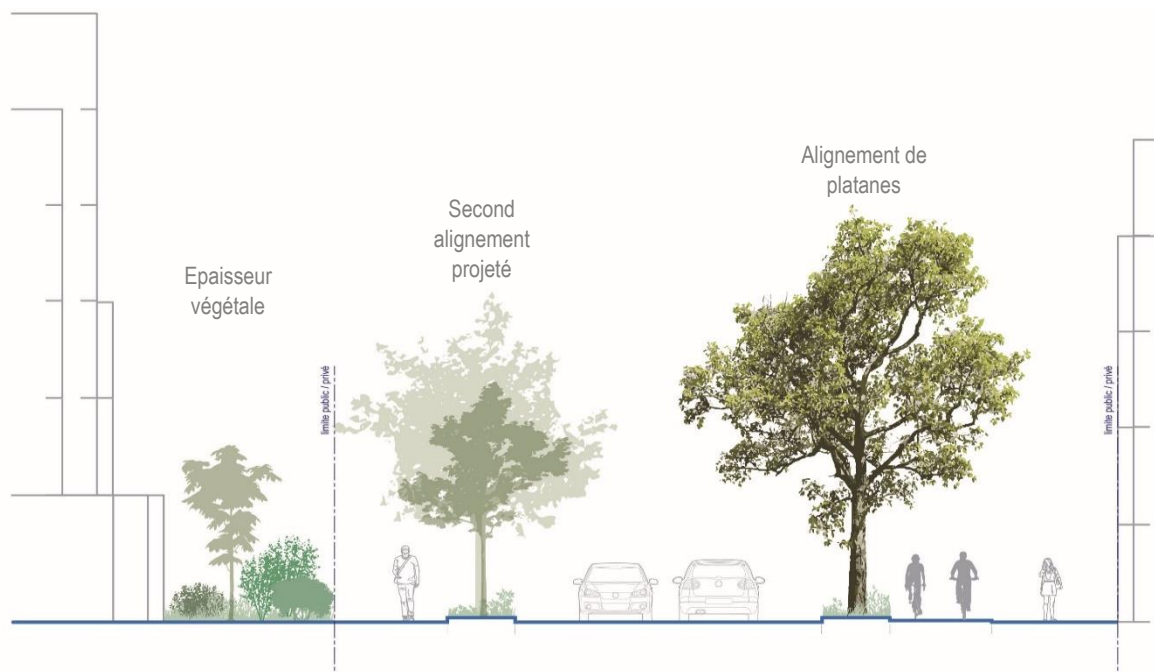 Epaisseur
végétale
limite public / privé
Second
alignement
projeté
Alignement de
platanes
limite public / privé